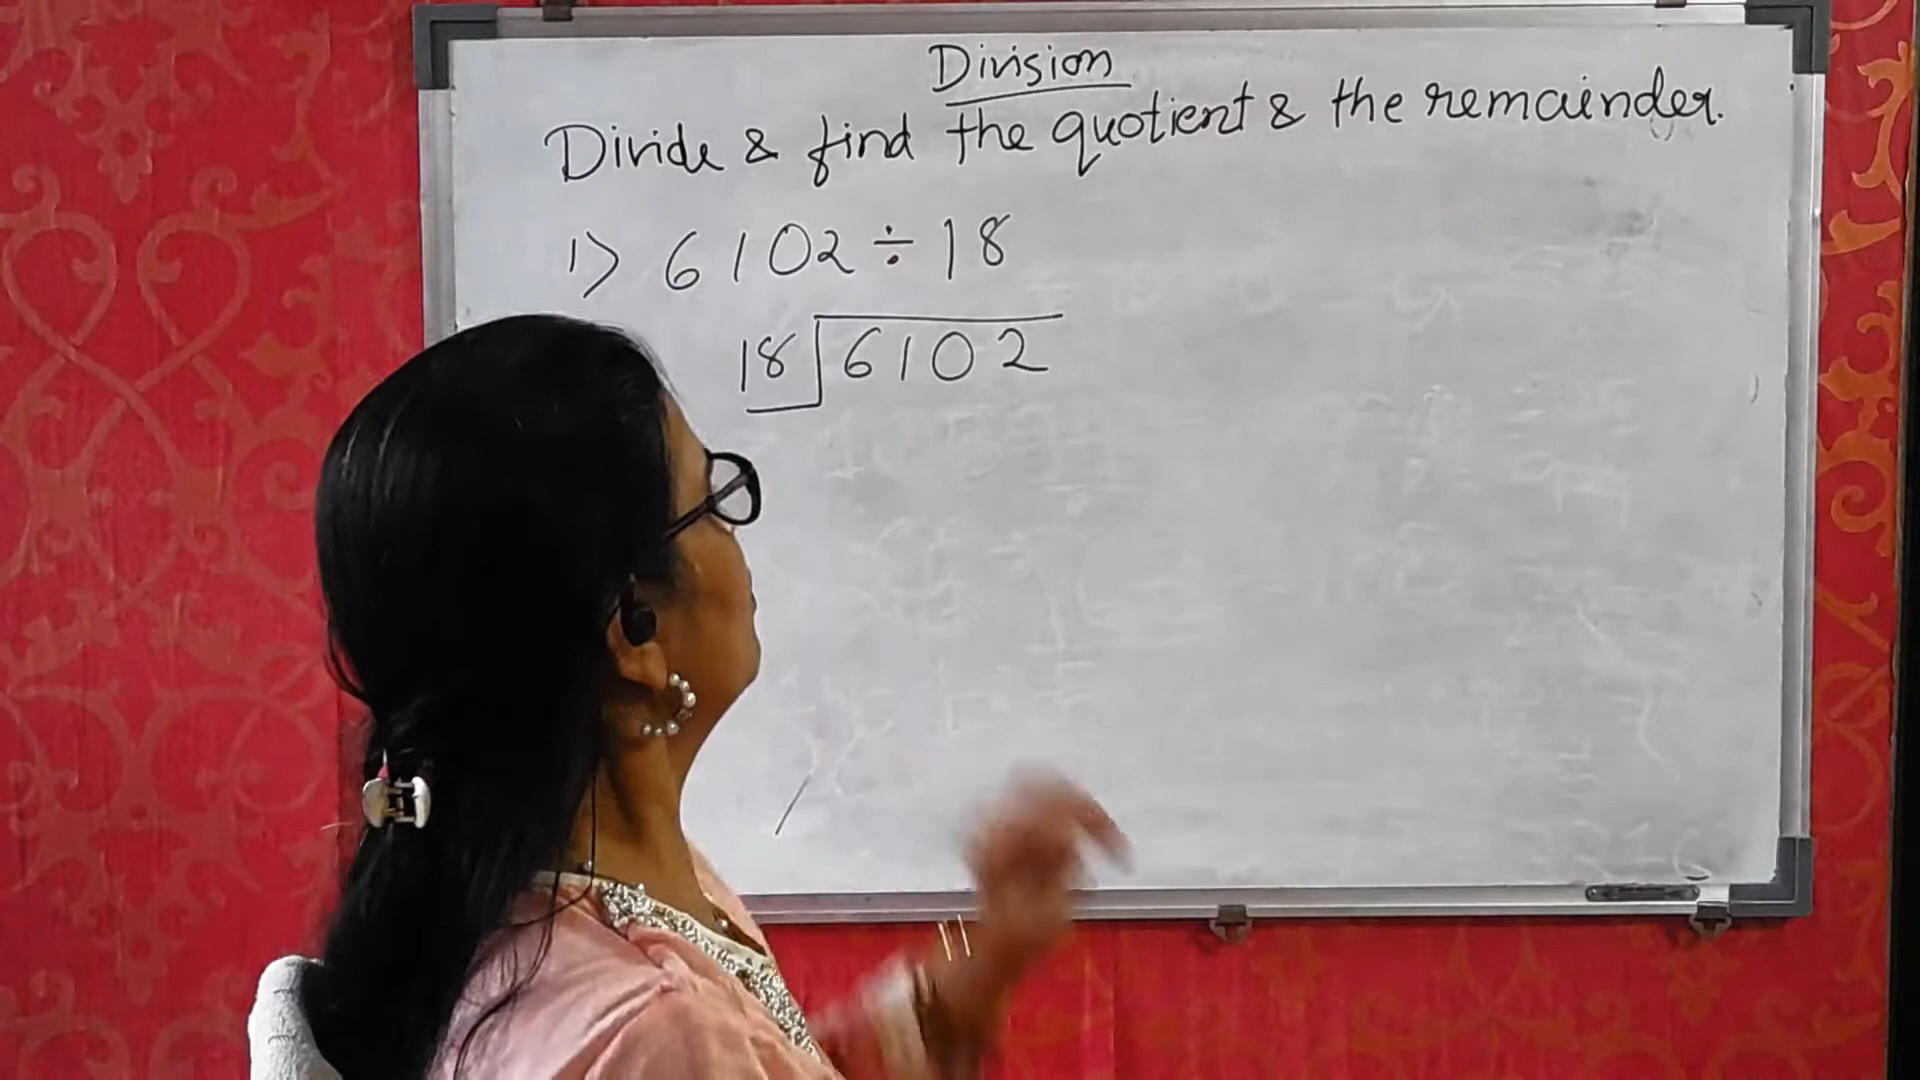 Division
Divide & find the quotient & the remainder.
1) 6102 ÷ 18
18 6102